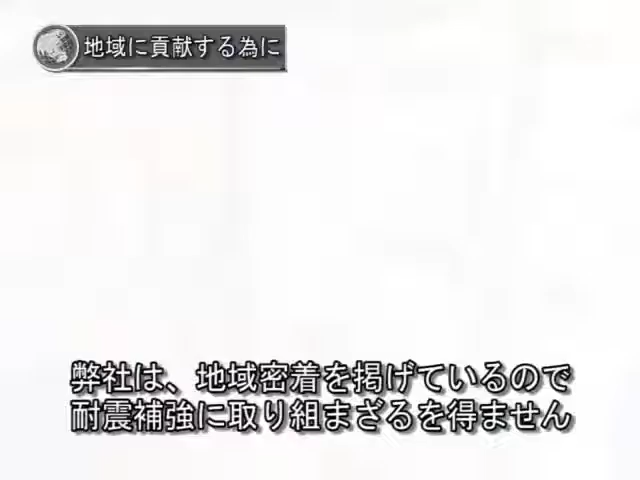 地域に貢献する為に
弊社は、地域密着を掲げているので
耐震補強に取り組まざるを得ません